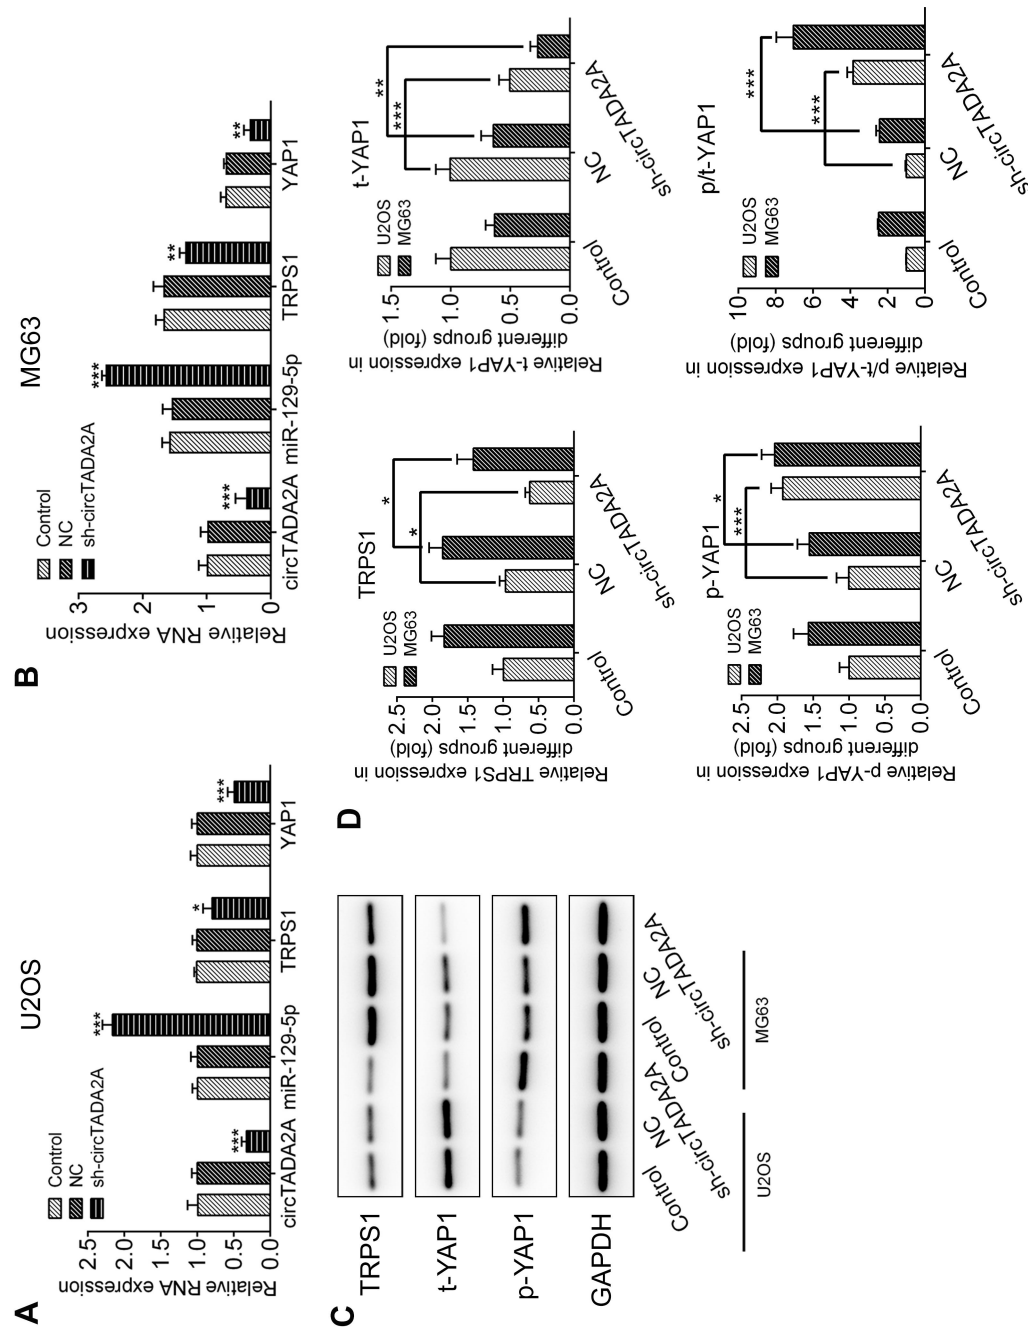 A
U2OS
Relative RNA expression
2.5
2.0
1.5
1.0
0.5
0.0
Control
NC
sh-circTADA2A
***
***
*
***
circTADA2A miR-129-5p TRPS1 YAP1
B
MG63
Relative RNA expression
3
2
1
0
Control
NC
sh-circTADA2A
***
***
**
**
circTADA2A miR-129-5p TRPS1 YAP1
C
TRPS1
t-YAP1
p-YAP1
GAPDH
Control NC sh-circTADA2A Control NC sh-circTADA2A
U2OS MG63
D
TRPS1
Relative TRPS1 expression in
different groups (fold)
2.5
2.0
1.5
1.0
0.5
0.0
U2OS
MG63
*
*
Control NC sh-circTADA2A
t-YAP1
Relative t-YAP1 expression in
different groups (fold)
1.5
1.0
0.5
0.0
U2OS
MG63
**
***
Control NC sh-circTADA2A
p-YAP1
Relative p-YAP1 expression in
different groups (fold)
2.5
2.0
1.5
1.0
0.5
0.0
U2OS
MG63
*
***
Control NC sh-circTADA2A
p/t-YAP1
Relative p/t-YAP1 expression in
different groups (fold)
10
8
6
4
2
0
U2OS
MG63
***
***
Control NC sh-circTADA2A